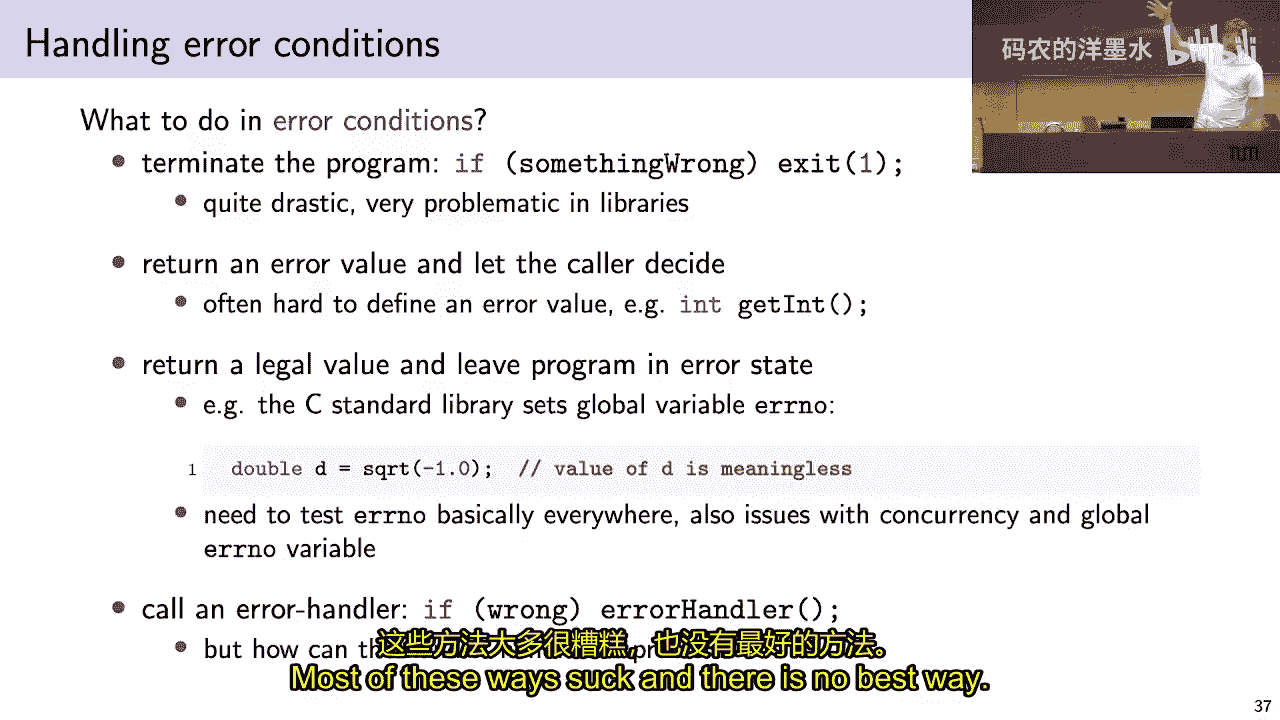 Handling error conditions
码农的洋墨水 bilibili
TUM
What to do in error conditions?
• terminate the program: if (somethingWrong) exit(1);
• quite drastic, very problematic in libraries
• return an error value and let the caller decide
• often hard to define an error value, e.g. int getInt();
• return a legal value and leave program in error state
• e.g. the C standard library sets global variable errno:
1 double d = sqrt(-1.0); // value of d is meaningless
• need to test errno basically everywhere, also issues with concurrency and global
errno variable
• call an error-handler: if (wrong) errorHandler();
• but how can
这些方法大多很糟糕,也没有最好的方法。
Most of these ways suck and there is no best way.
37